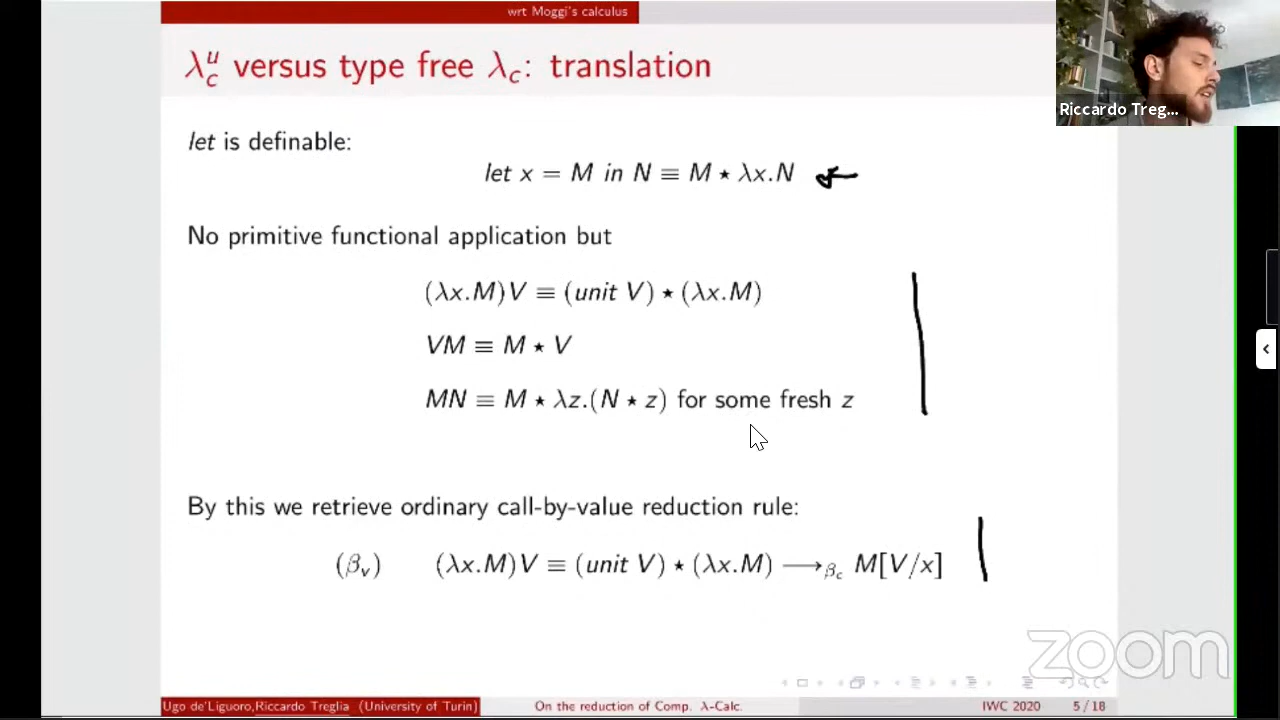 wrt Moggi's calculus
λᵤᶜ versus type free λ_c: translation
Riccardo Treg...
let is definable:
let x = M in N ≡ M ⋆ λx.N
No primitive functional application but
(λx.M)V ≡ (unit V) ⋆ (λx.M)
VM ≡ M ⋆ V
MN ≡ M ⋆ λz.(N ⋆ z) for some fresh z
By this we retrieve ordinary call-by-value reduction rule:
(β_v) (λx.M)V ≡ (unit V) ⋆ (λx.M) ⟶_{β_c} M[V/x]
zoom
Ugo de'Liguoro,Riccardo Treglia (University of Turin) On the reduction of Comp. λ-Calc. IWC 2020 5 / 18